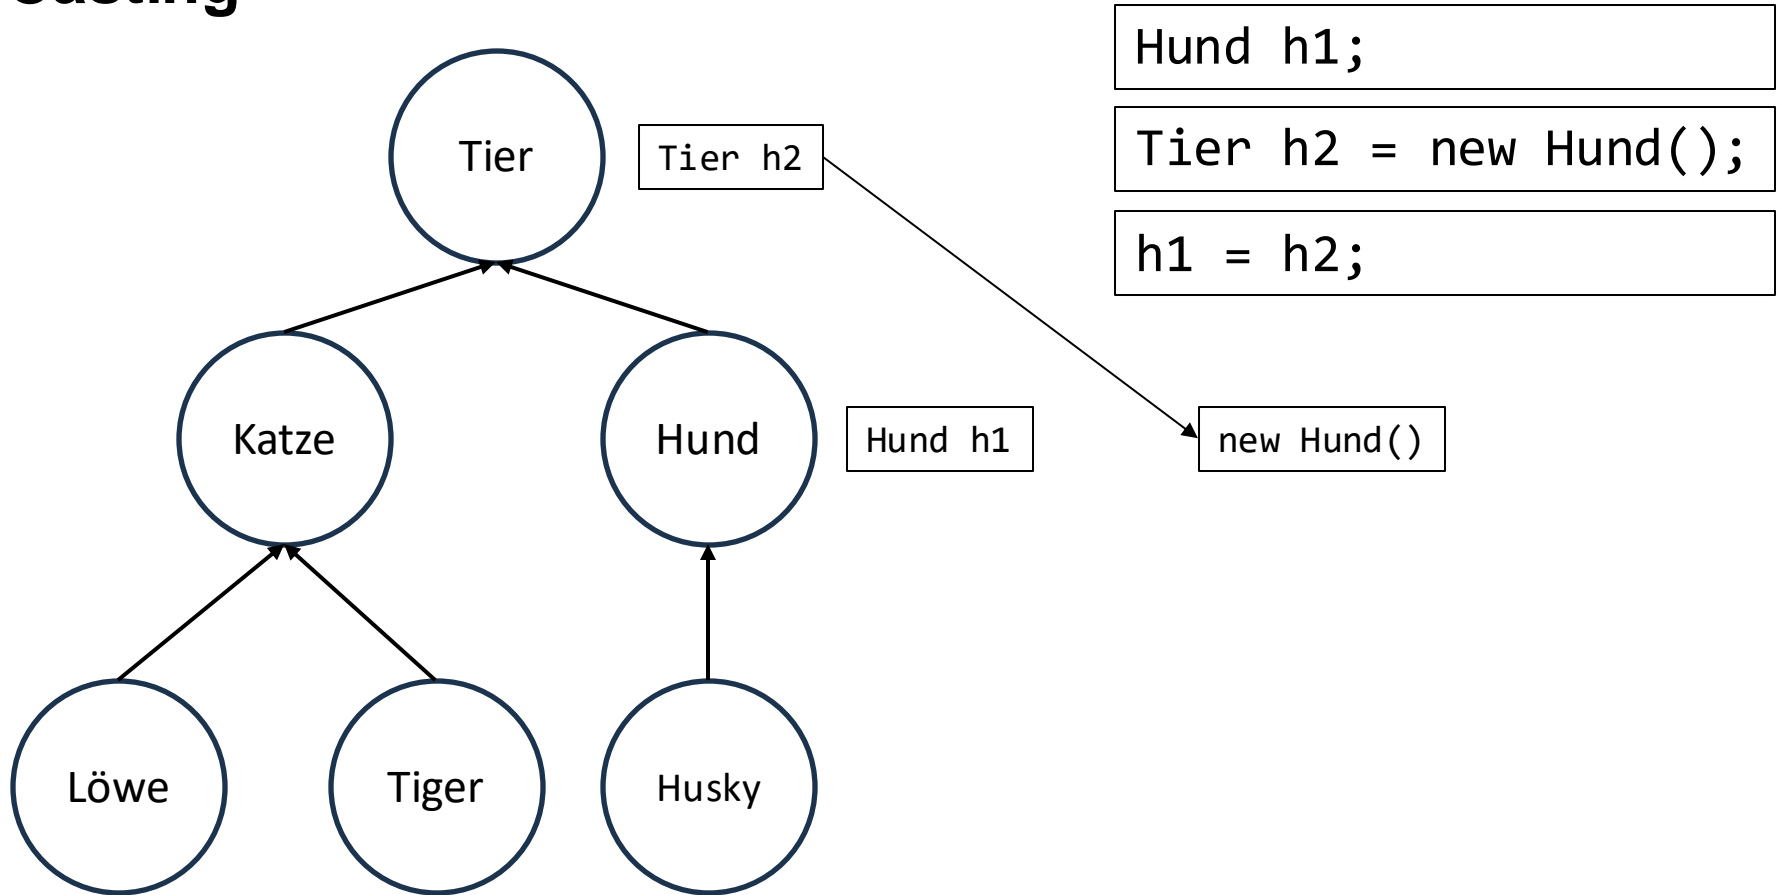 Hund h1;
Tier
Tier h2
Tier h2 = new Hund();
h1 = h2;
Katze
Hund
Hund h1
new Hund()
Löwe
Tiger
Husky